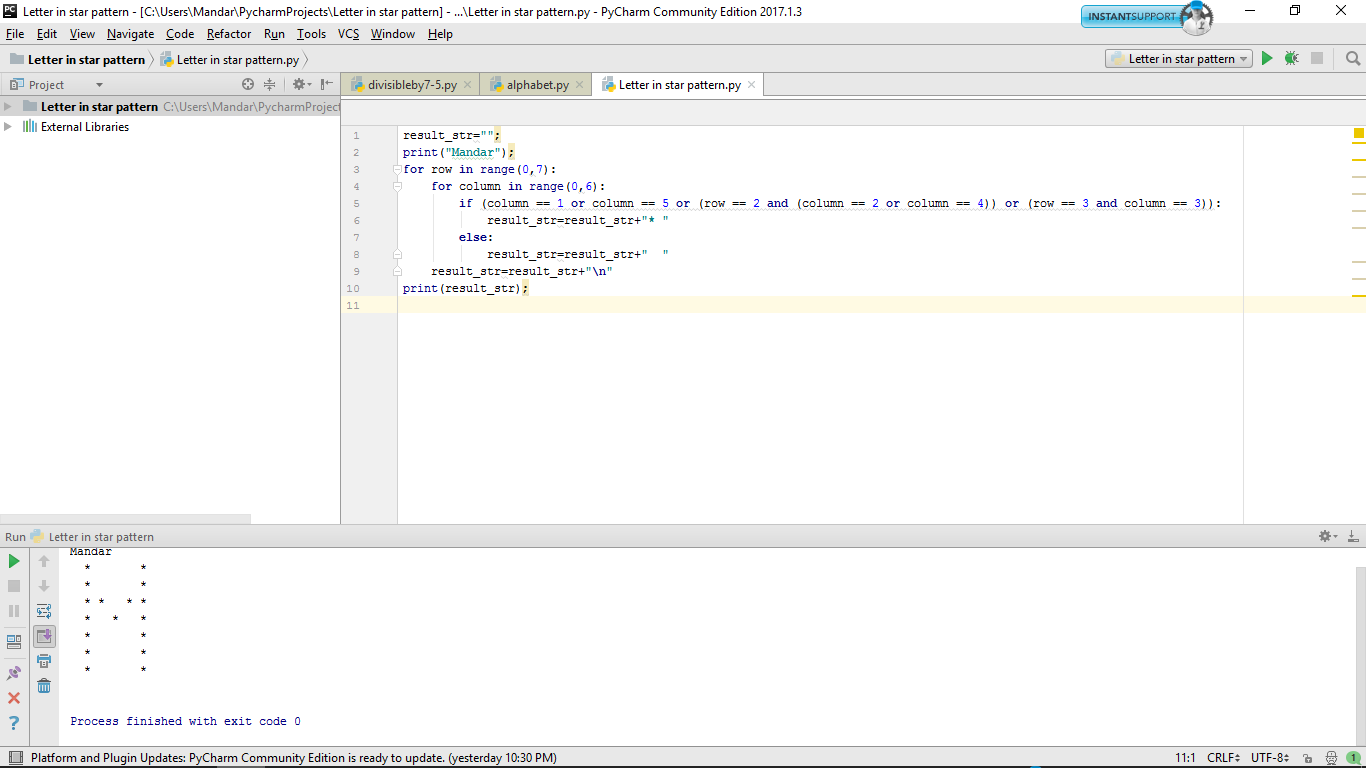 PC Letter in star pattern - [C:\Users\Mandar\PycharmProjects\Letter in star pattern] - ...\Letter in star pattern.py - PyCharm Community Edition 2017.1.3
INSTANTSUPPORT
File Edit View Navigate Code Refactor Run Tools VCS Window Help
Letter in star pattern Letter in star pattern.py Letter in star pattern
Project divisibleby7-5.py alphabet.py Letter in star pattern.py
Letter in star pattern C:\Users\Mandar\PycharmProject
External Libraries
1 result_str="";
2 print("Mandar");
3 for row in range(0,7):
4     for column in range(0,6):
5         if (column == 1 or column == 5 or (row == 2 and (column == 2 or column == 4)) or (row == 3 and column == 3)):
6             result_str=result_str+"* "
7         else:
8             result_str=result_str+"  "
9     result_str=result_str+"\n"
10 print(result_str);
11
Run Letter in star pattern
Mandar
  *       *
  *       *
  * *   * *
  *   *   *
  *       *
  *       *
  *       *
Process finished with exit code 0
Platform and Plugin Updates: PyCharm Community Edition is ready to update. (yesterday 10:30 PM) 11:1 CRLF UTF-8 1